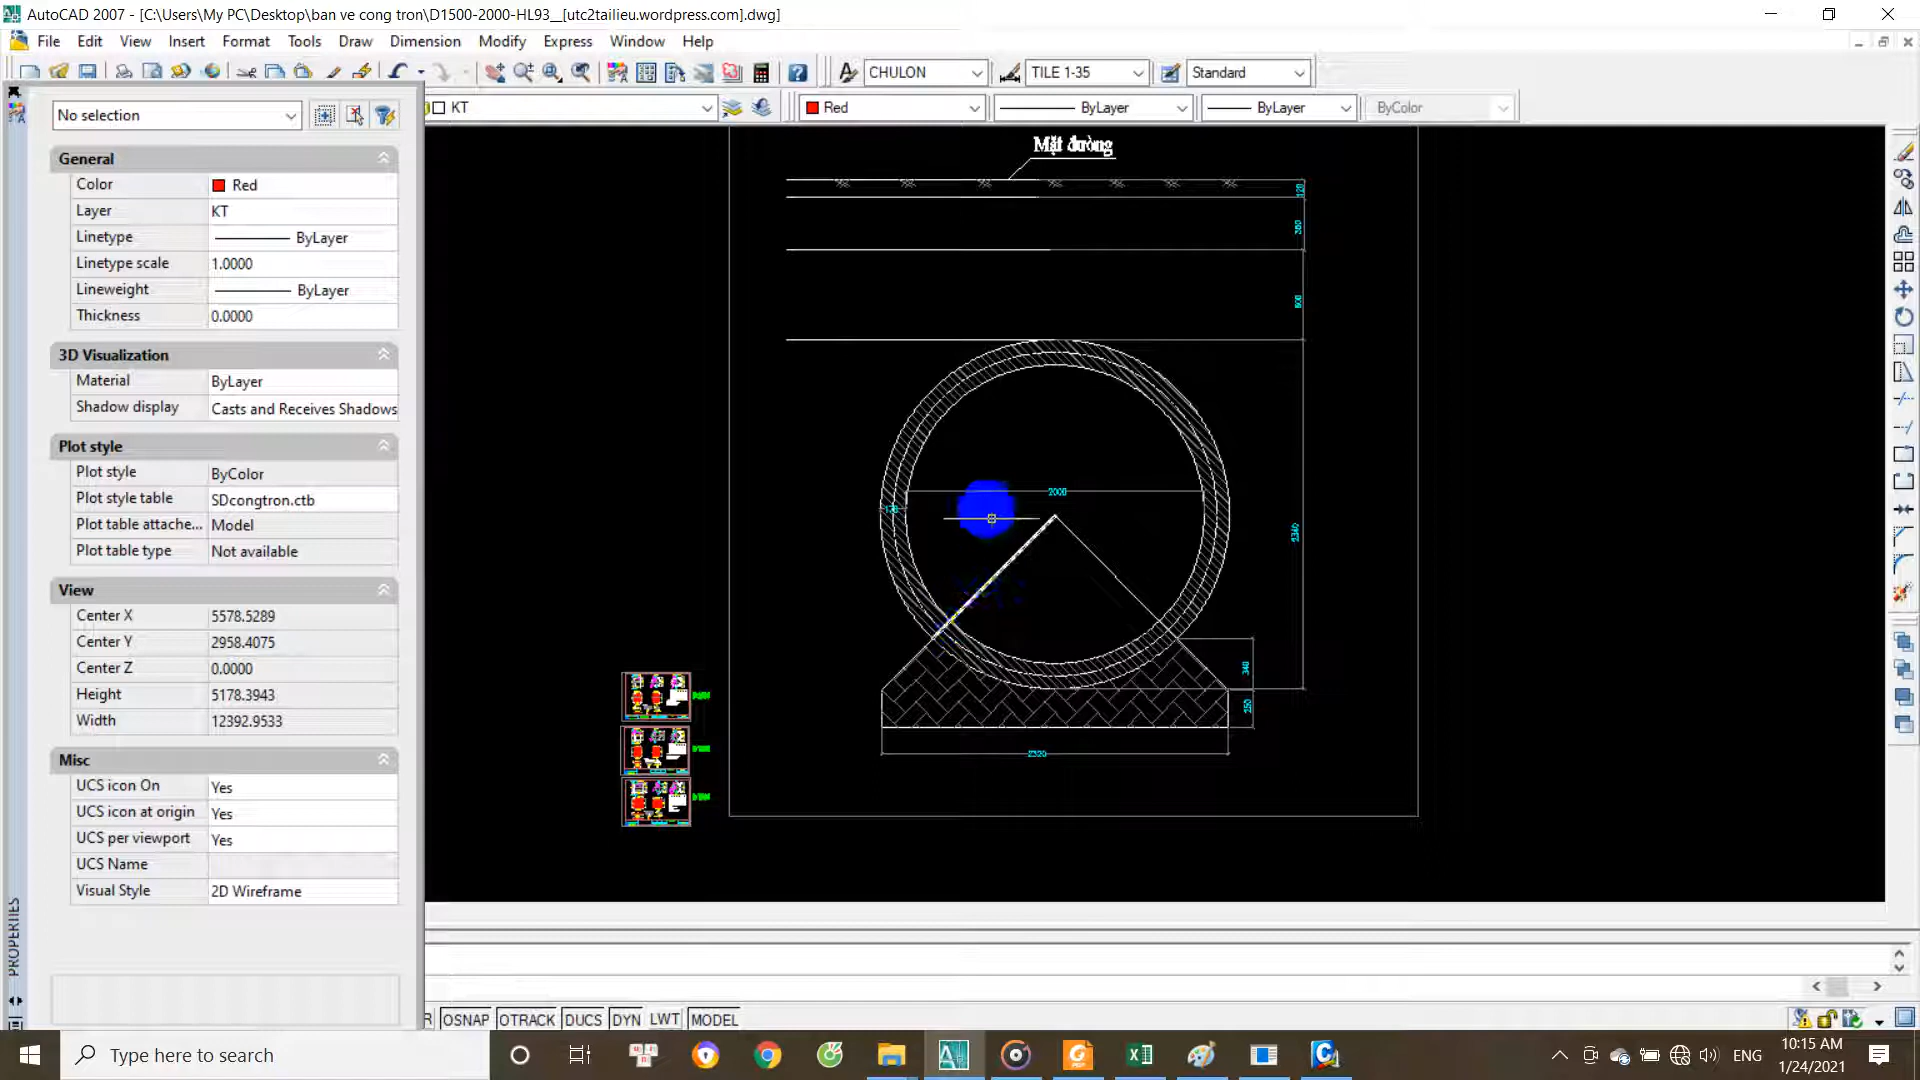 AutoCAD 2007 - [C:\Users\My PC\Desktop\ban ve cong tron\D1500-2000-HL93__[utc2tailieu.wordpress.com].dwg]
File Edit View Insert Format Tools Draw Dimension Modify Express Window Help
CHULON TILE 1-35 Standard
KT Red ByLayer ByLayer ByColor
No selection
General
Color Red
Layer KT
Linetype ByLayer
Linetype scale 1.0000
Lineweight ByLayer
Thickness 0.0000
3D Visualization
Material ByLayer
Shadow display Casts and Receives Shadows
Plot style
Plot style ByColor
Plot style table SDcongtron.ctb
Plot table attache... Model
Plot table type Not available
View
Center X 5578.5289
Center Y 2958.4075
Center Z 0.0000
Height 5178.3943
Width 12392.9533
Misc
UCS icon On Yes
UCS icon at origin Yes
UCS per viewport Yes
UCS Name
Visual Style 2D Wireframe
PROPERTIES
Mặt đường
120
600
2000
2340
340
250
R OSNAP OTRACK DUCS DYN LWT MODEL
Type here to search
ENG
10:15 AM
1/24/2021